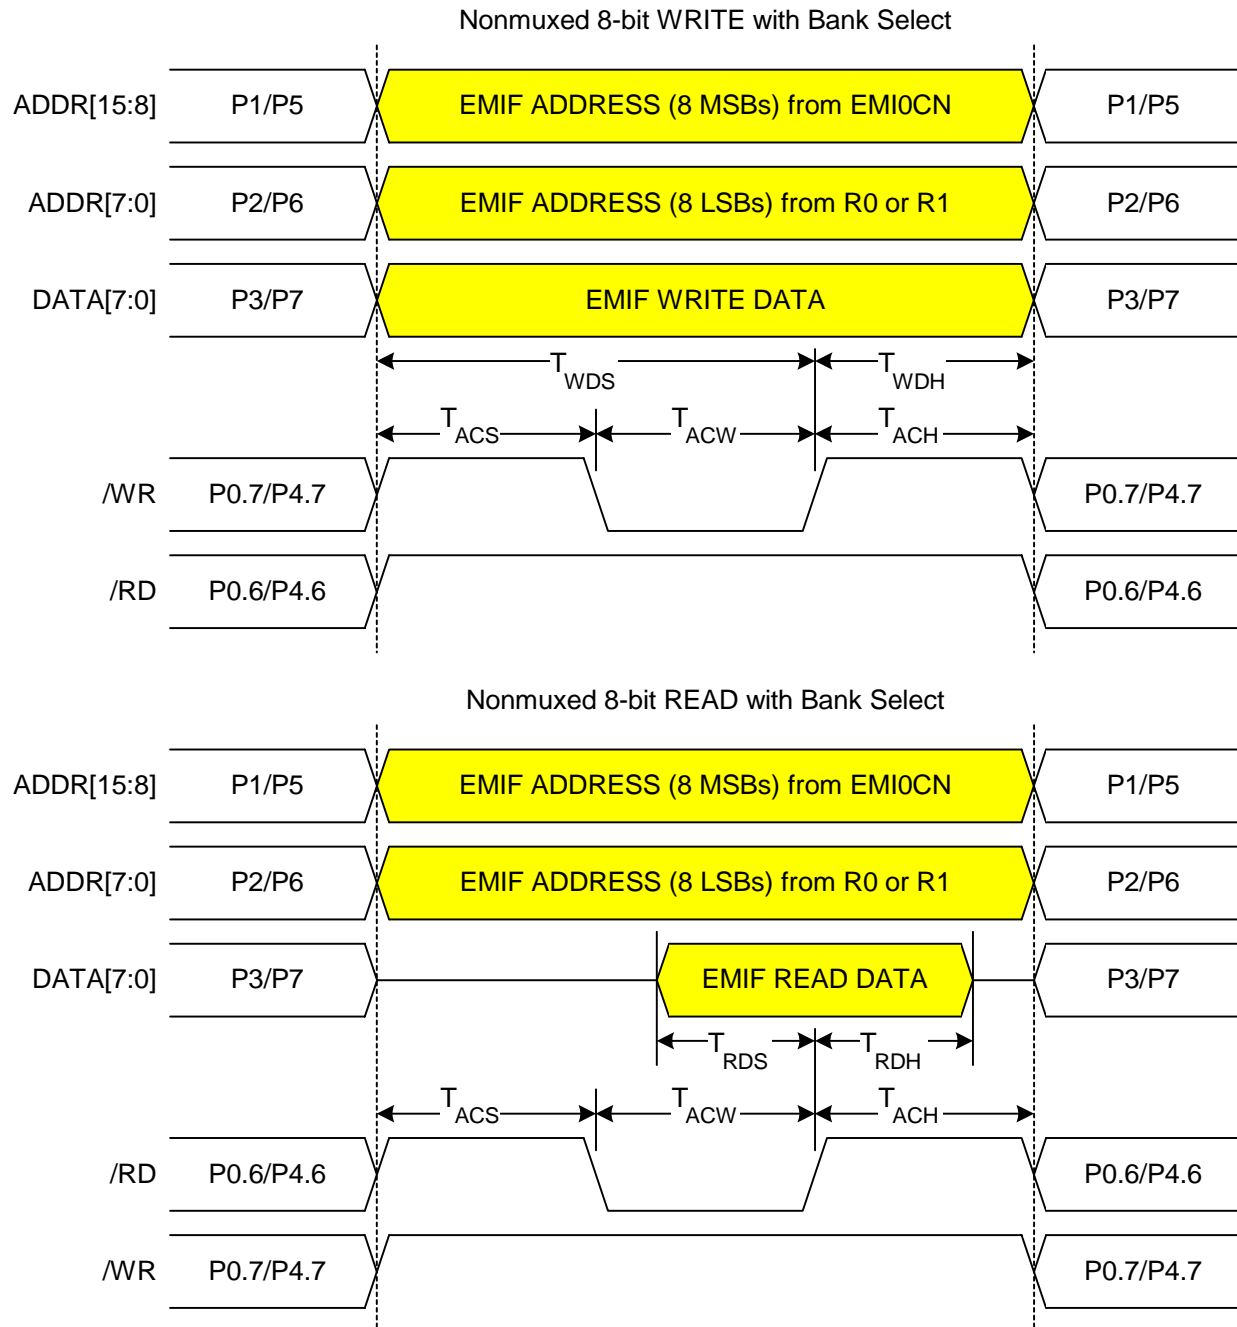 Nonmuxed 8-bit WRITE with Bank Select
ADDR[15:8] P1/P5 EMIF ADDRESS (8 MSBs) from EMI0CN P1/P5
ADDR[7:0] P2/P6 EMIF ADDRESS (8 LSBs) from R0 or R1 P2/P6
DATA[7:0] P3/P7 EMIF WRITE DATA P3/P7
TWDS TWDH
TACS TACW TACH
/WR P0.7/P4.7 P0.7/P4.7
/RD P0.6/P4.6 P0.6/P4.6
Nonmuxed 8-bit READ with Bank Select
ADDR[15:8] P1/P5 EMIF ADDRESS (8 MSBs) from EMI0CN P1/P5
ADDR[7:0] P2/P6 EMIF ADDRESS (8 LSBs) from R0 or R1 P2/P6
DATA[7:0] P3/P7 EMIF READ DATA P3/P7
TRDS TRDH
TACS TACW TACH
/RD P0.6/P4.6 P0.6/P4.6
/WR P0.7/P4.7 P0.7/P4.7